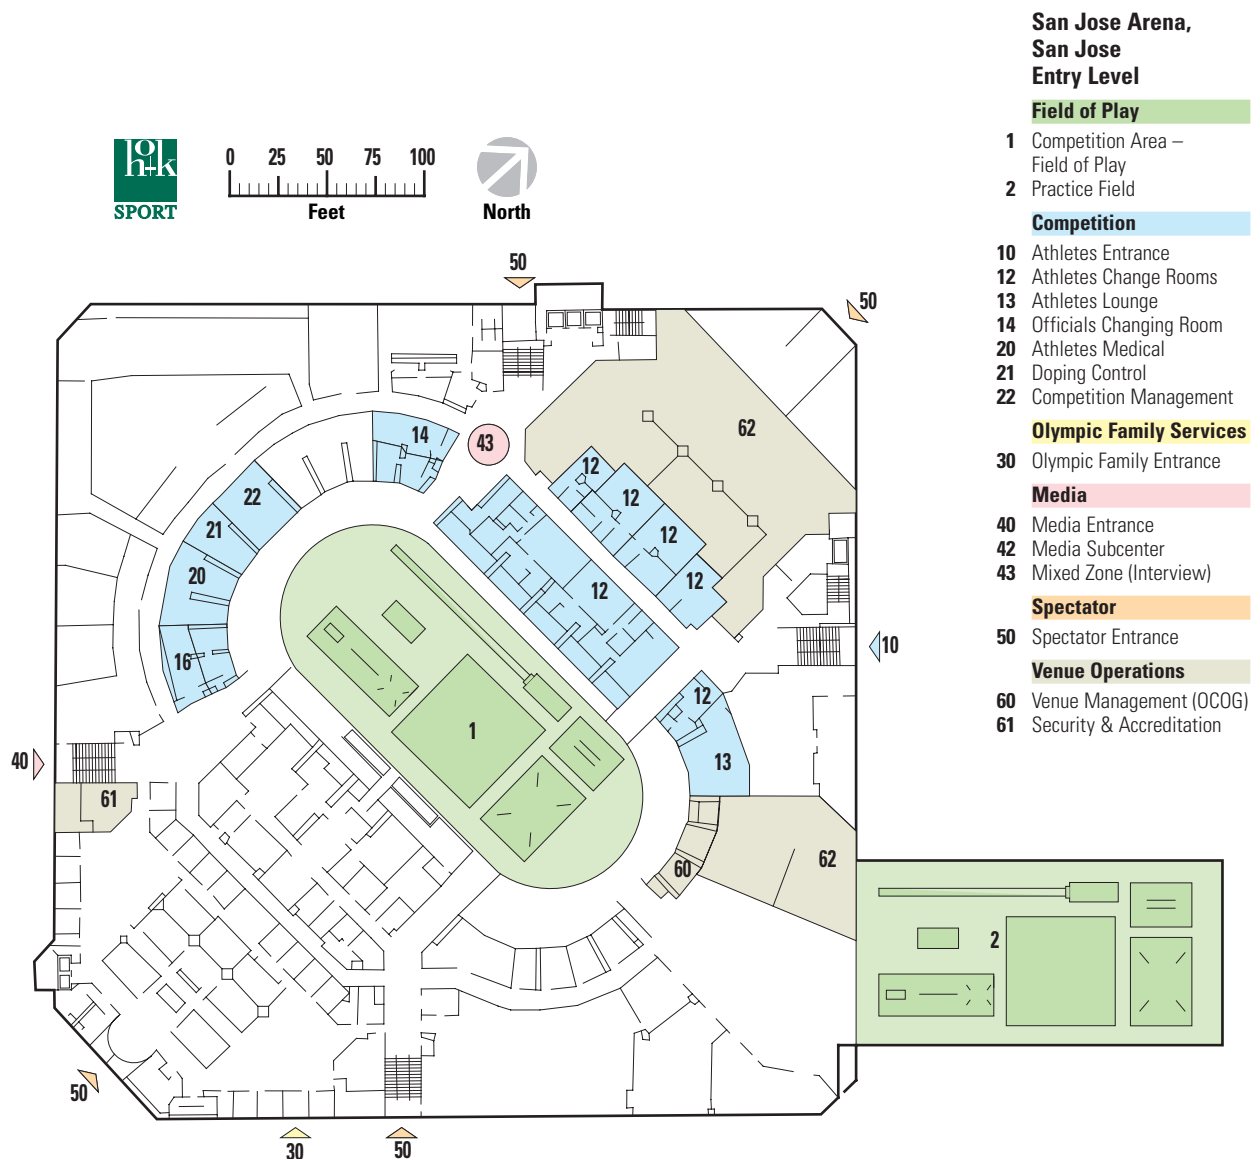 San Jose Arena,
San Jose
Entry Level
Field of Play
1 Competition Area –
Field of Play
2 Practice Field
Competition
10 Athletes Entrance
12 Athletes Change Rooms
13 Athletes Lounge
14 Officials Changing Room
20 Athletes Medical
21 Doping Control
22 Competition Management
Olympic Family Services
30 Olympic Family Entrance
Media
40 Media Entrance
42 Media Subcenter
43 Mixed Zone (Interview)
Spectator
50 Spectator Entrance
Venue Operations
60 Venue Management (OCOG)
61 Security & Accreditation
hok
SPORT
0 25 50 75 100
Feet
North
50
50
14
43
62
12
22
12
21
12
20
12
12
10
16
12
1
40
13
61
62
60
2
50
30
50